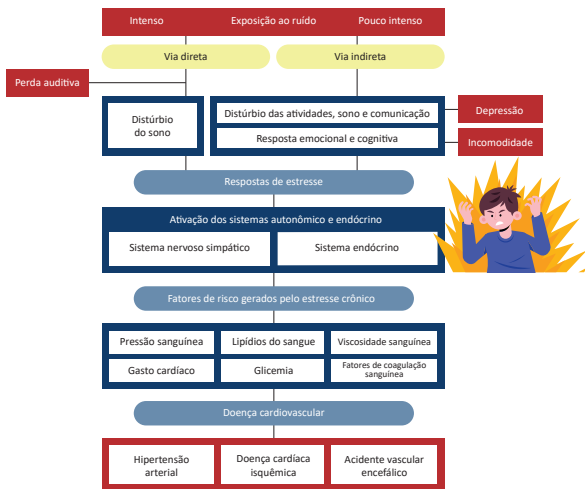 Intenso Exposição ao ruído Pouco intenso
Via direta Via indireta
Perda auditiva
Distúrbio
do sono
Distúrbio das atividades, sono e comunicação
Resposta emocional e cognitiva
Depressão
Incomodidade
Respostas de estresse
Ativação dos sistemas autonômico e endócrino
Sistema nervoso simpático Sistema endócrino
Fatores de risco gerados pelo estresse crônico
Pressão sanguínea Lipídios do sangue Viscosidade sanguínea
Gasto cardíaco Glicemia
Fatores de coagulação
sanguínea
Doença cardiovascular
Hipertensão
arterial
Doença cardíaca
isquêmica
Acidente vascular
encefálico